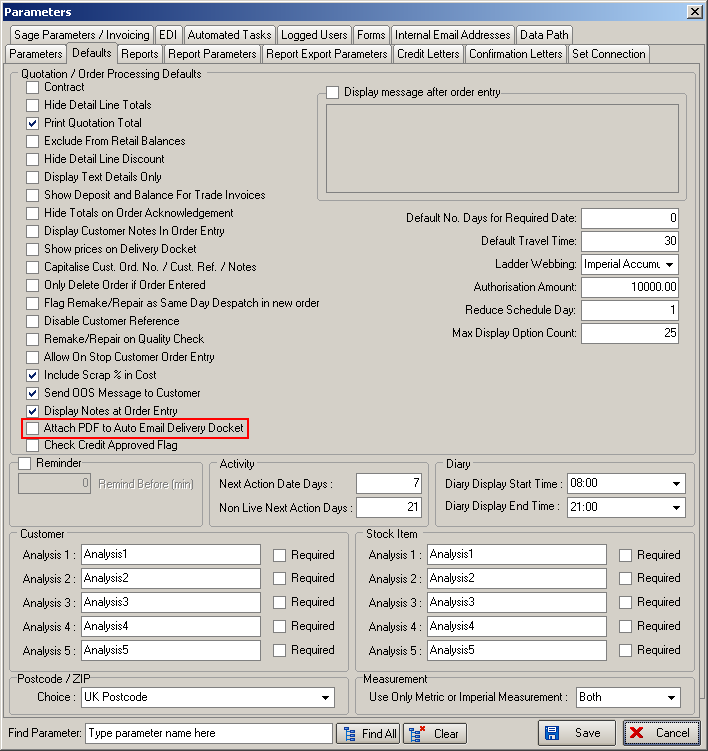 Parameters
Sage Parameters / Invoicing EDI Automated Tasks Logged Users Forms Internal Email Addresses Data Path
Parameters Defaults Reports Report Parameters Report Export Parameters Credit Letters Confirmation Letters Set Connection
Quotation / Order Processing Defaults
Contract
Hide Detail Line Totals
Print Quotation Total
Exclude From Retail Balances
Hide Detail Line Discount
Display Text Details Only
Show Deposit and Balance For Trade Invoices
Hide Totals on Order Acknowledgement
Display Customer Notes In Order Entry
Show prices on Delivery Docket
Capitalise Cust. Ord. No. / Cust. Ref. / Notes
Only Delete Order if Order Entered
Flag Remake/Repair as Same Day Despatch in new order
Disable Customer Reference
Remake/Repair on Quality Check
Allow On Stop Customer Order Entry
Include Scrap % in Cost
Send OOS Message to Customer
Display Notes at Order Entry
Attach PDF to Auto Email Delivery Docket
Check Credit Approved Flag
Display message after order entry
Default No. Days for Required Date: 0
Default Travel Time: 30
Ladder Webbing: Imperial Accumu
Authorisation Amount: 10000.00
Reduce Schedule Day: 1
Max Display Option Count: 25
Reminder
0 Remind Before (min)
Activity
Next Action Date Days : 7
Non Live Next Action Days : 21
Diary
Diary Display Start Time : 08:00
Diary Display End Time : 21:00
Customer
Analysis 1 : Analysis1 Required
Analysis 2 : Analysis2 Required
Analysis 3 : Analysis3 Required
Analysis 4 : Analysis4 Required
Analysis 5 : Analysis5 Required
Stock Item
Analysis 1 : Analysis1 Required
Analysis 2 : Analysis2 Required
Analysis 3 : Analysis3 Required
Analysis 4 : Analysis4 Required
Analysis 5 : Analysis5 Required
Postcode / ZIP
Choice : UK Postcode
Measurement
Use Only Metric or Imperial Measurement : Both
Find Parameter: Type parameter name here Find All Clear Save Cancel